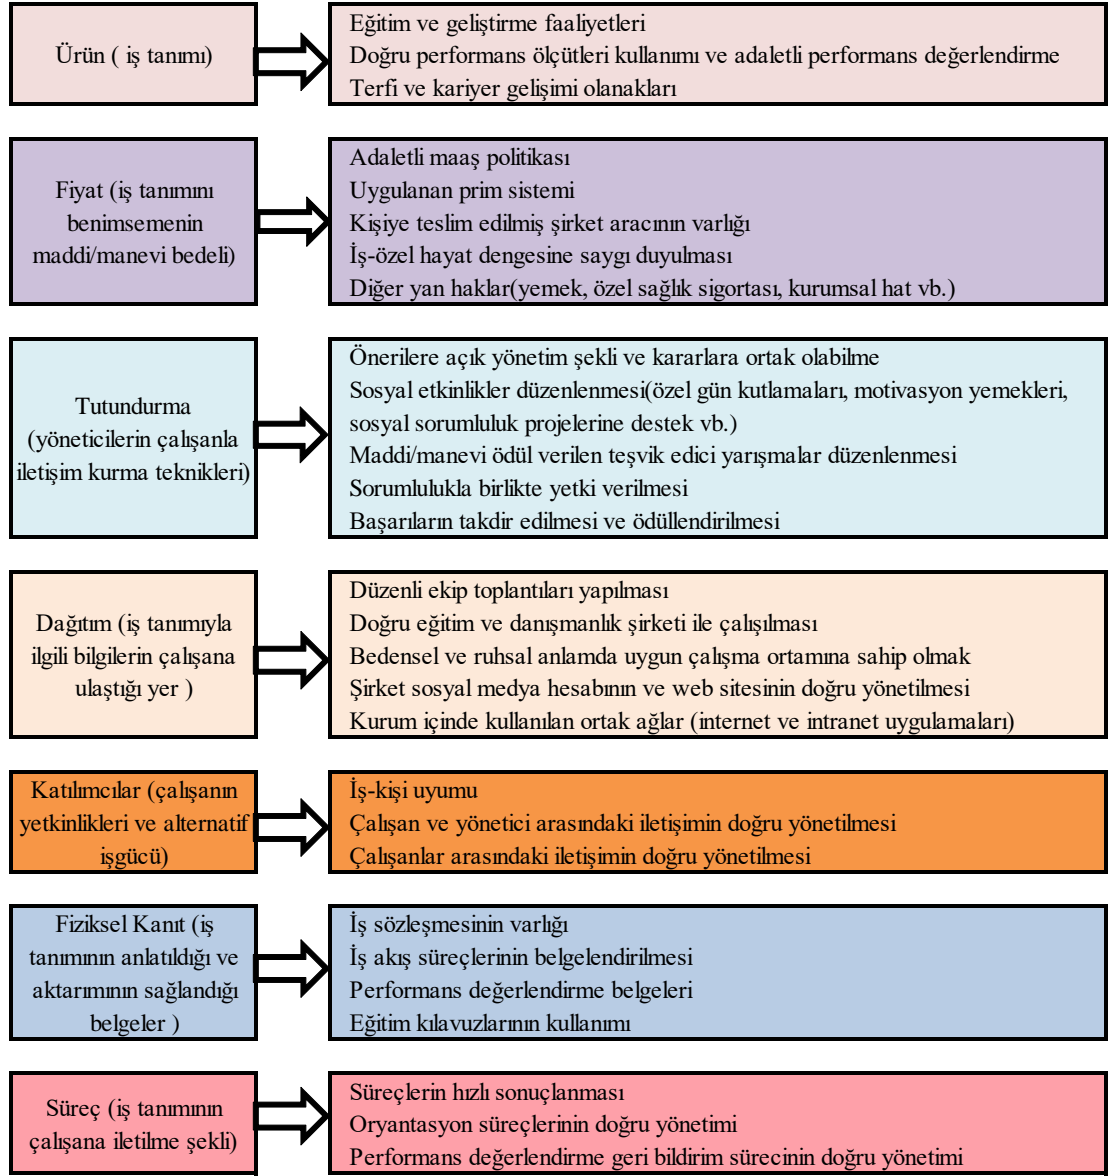 Ürün ( iş tanımı)
Eğitim ve geliştirme faaliyetleri
Doğru performans ölçütleri kullanımı ve adaletli performans değerlendirme
Terfi ve kariyer gelişimi olanakları
Fiyat (iş tanımını
benimsemenin
maddi/manevi bedeli)
Adaletli maaş politikası
Uygulanan prim sistemi
Kişiye teslim edilmiş şirket aracının varlığı
İş-özel hayat dengesine saygı duyulması
Diğer yan haklar(yemek, özel sağlık sigortası, kurumsal hat vb.)
Tutundurma
(yöneticilerin çalışanla
iletişim kurma teknikleri)
Önerilere açık yönetim şekli ve kararlara ortak olabilme
Sosyal etkinlikler düzenlenmesi(özel gün kutlamaları, motivasyon yemekleri,
sosyal sorumluluk projelerine destek vb.)
Maddi/manevi ödül verilen teşvik edici yarışmalar düzenlenmesi
Sorumlulukla birlikte yetki verilmesi
Başarıların takdir edilmesi ve ödüllendirilmesi
Dağıtım (iş tanımıyla
ilgili bilgilerin çalışana
ulaştığı yer )
Düzenli ekip toplantıları yapılması
Doğru eğitim ve danışmanlık şirketi ile çalışılması
Bedensel ve ruhsal anlamda uygun çalışma ortamına sahip olmak
Şirket sosyal medya hesabının ve web sitesinin doğru yönetilmesi
Kurum içinde kullanılan ortak ağlar (internet ve intranet uygulamaları)
Katılımcılar (çalışanın
yetkinlikleri ve alternatif
işgücü)
İş-kişi uyumu
Çalışan ve yönetici arasındaki iletişimin doğru yönetilmesi
Çalışanlar arasındaki iletişimin doğru yönetilmesi
Fiziksel Kanıt (iş
tanımının anlatıldığı ve
aktarımının sağlandığı
belgeler )
İş sözleşmesinin varlığı
İş akış süreçlerinin belgelendirilmesi
Performans değerlendirme belgeleri
Eğitim kılavuzlarının kullanımı
Süreç (iş tanımının
çalışana iletilme şekli)
Süreçlerin hızlı sonuçlanması
Oryantasyon süreçlerinin doğru yönetimi
Performans değerlendirme geri bildirim sürecinin doğru yönetimi